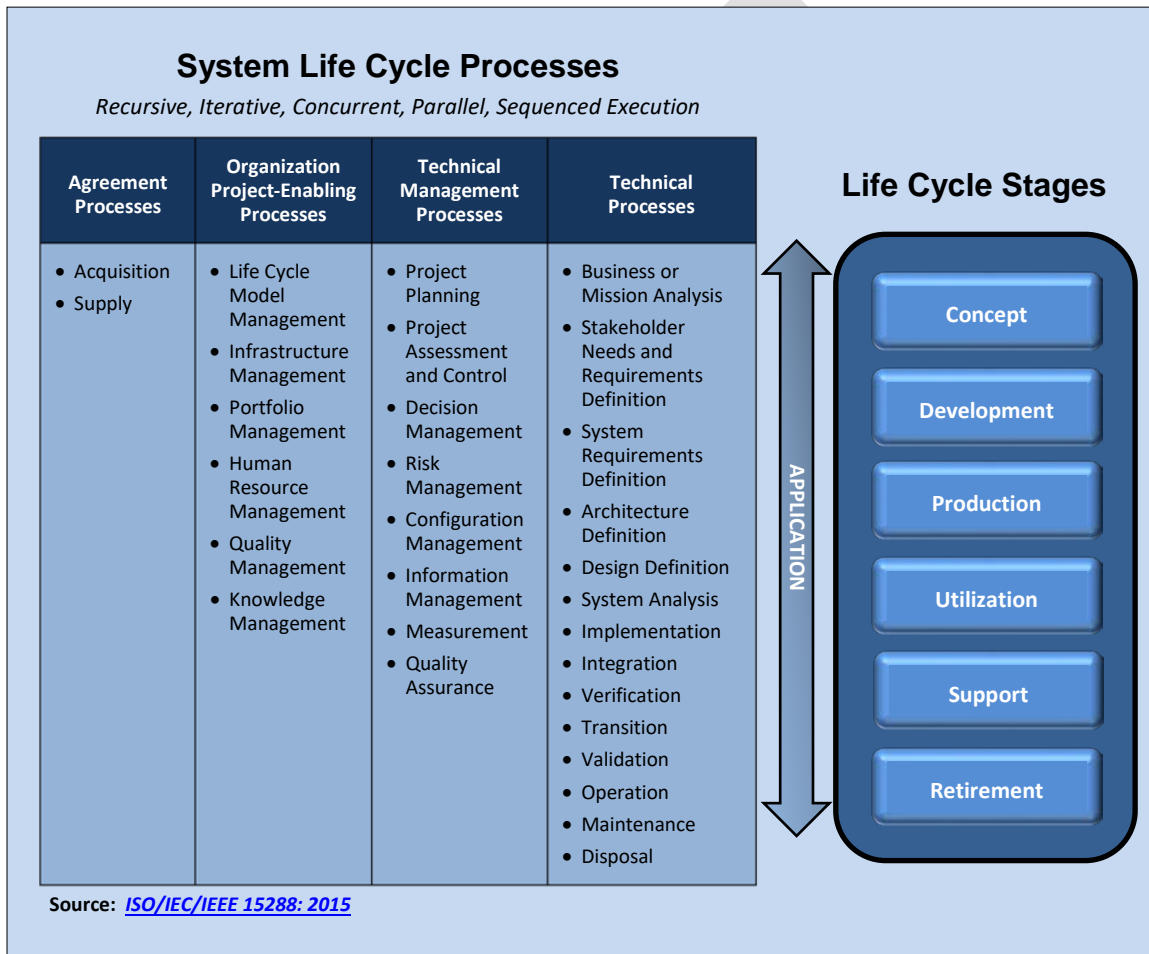 System Life Cycle Processes
Recursive, Iterative, Concurrent, Parallel, Sequenced Execution
Agreement
Processes
Organization
Project-Enabling
Processes
Technical
Management
Processes
Technical
Processes
• Acquisition
• Supply
• Life Cycle
Model
Management
• Infrastructure
Management
• Portfolio
Management
• Human
Resource
Management
• Quality
Management
• Knowledge
Management
• Project
Planning
• Project
Assessment
and Control
• Decision
Management
• Risk
Management
• Configuration
Management
• Information
Management
• Measurement
• Quality
Assurance
• Business or
Mission Analysis
• Stakeholder
Needs and
Requirements
Definition
• System
Requirements
Definition
• Architecture
Definition
• Design Definition
• System Analysis
• Implementation
• Integration
• Verification
• Transition
• Validation
• Operation
• Maintenance
• Disposal
APPLICATION
Life Cycle Stages
Concept
Development
Production
Utilization
Support
Retirement
Source: ISO/IEC/IEEE 15288: 2015